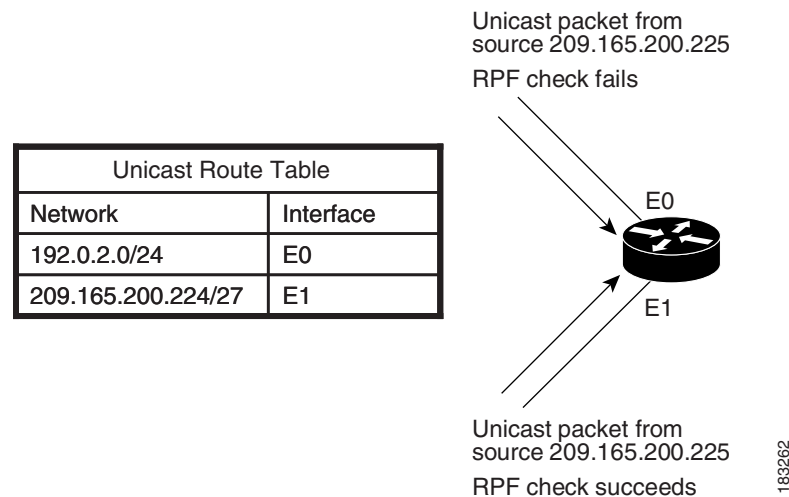 Unicast packet from
source 209.165.200.225
RPF check fails
Unicast Route Table
Network Interface
192.0.2.0/24 E0
209.165.200.224/27 E1
E0
E1
Unicast packet from
source 209.165.200.225
RPF check succeeds
183262